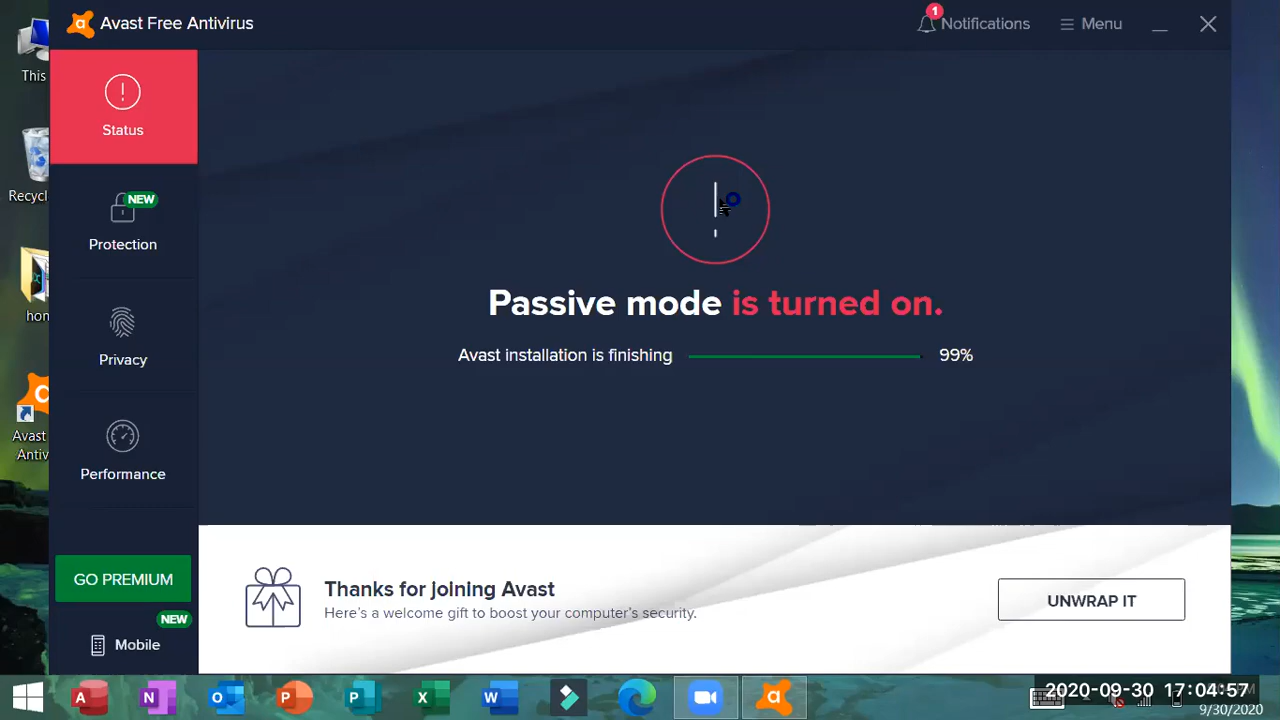 Avast Free Antivirus
1
Notifications
Menu
This
Status
Recycl
NEW
Protection
Passive mode is turned on.
hon
Avast installation is finishing 99%
Privacy
Avast
Antiv
Performance
GO PREMIUM
Thanks for joining Avast
Here's a welcome gift to boost your computer's security.
UNWRAP IT
NEW
Mobile
A N O P P X W
2020-09-30 17:04:57
9/30/2020